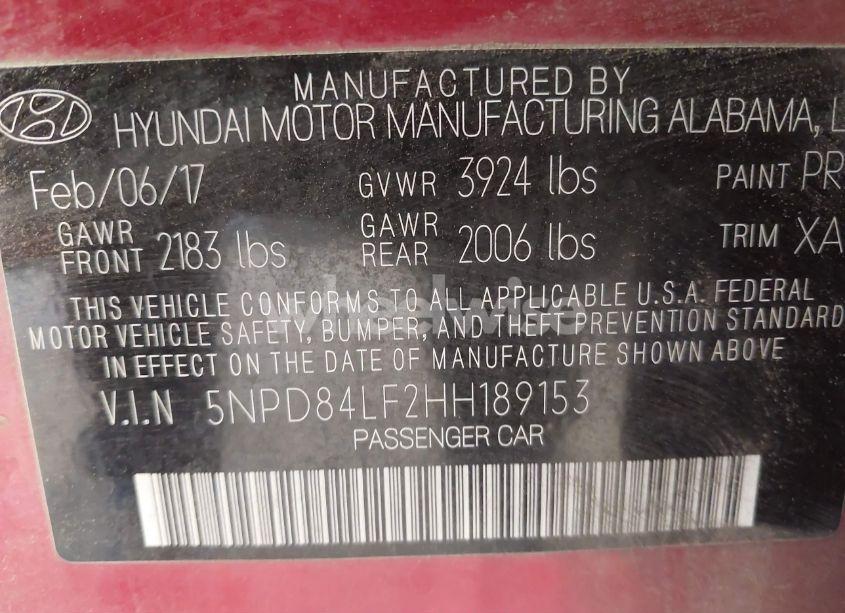 MANUFACTURED BY
HYUNDAI MOTOR MANUFACTURING ALABAMA, L
Feb/06/17 GVWR 3924 lbs PAINT PR
GAWR FRONT 2183 lbs GAWR REAR 2006 lbs TRIM XA
THIS VEHICLE CONFORMS TO ALL APPLICABLE U.S.A. FEDERAL
MOTOR VEHICLE SAFETY, BUMPER, AND THEFT PREVENTION STANDARD
IN EFFECT ON THE DATE OF MANUFACTURE SHOWN ABOVE
V.I.N 5NPD84LF2HH189153
PASSENGER CAR